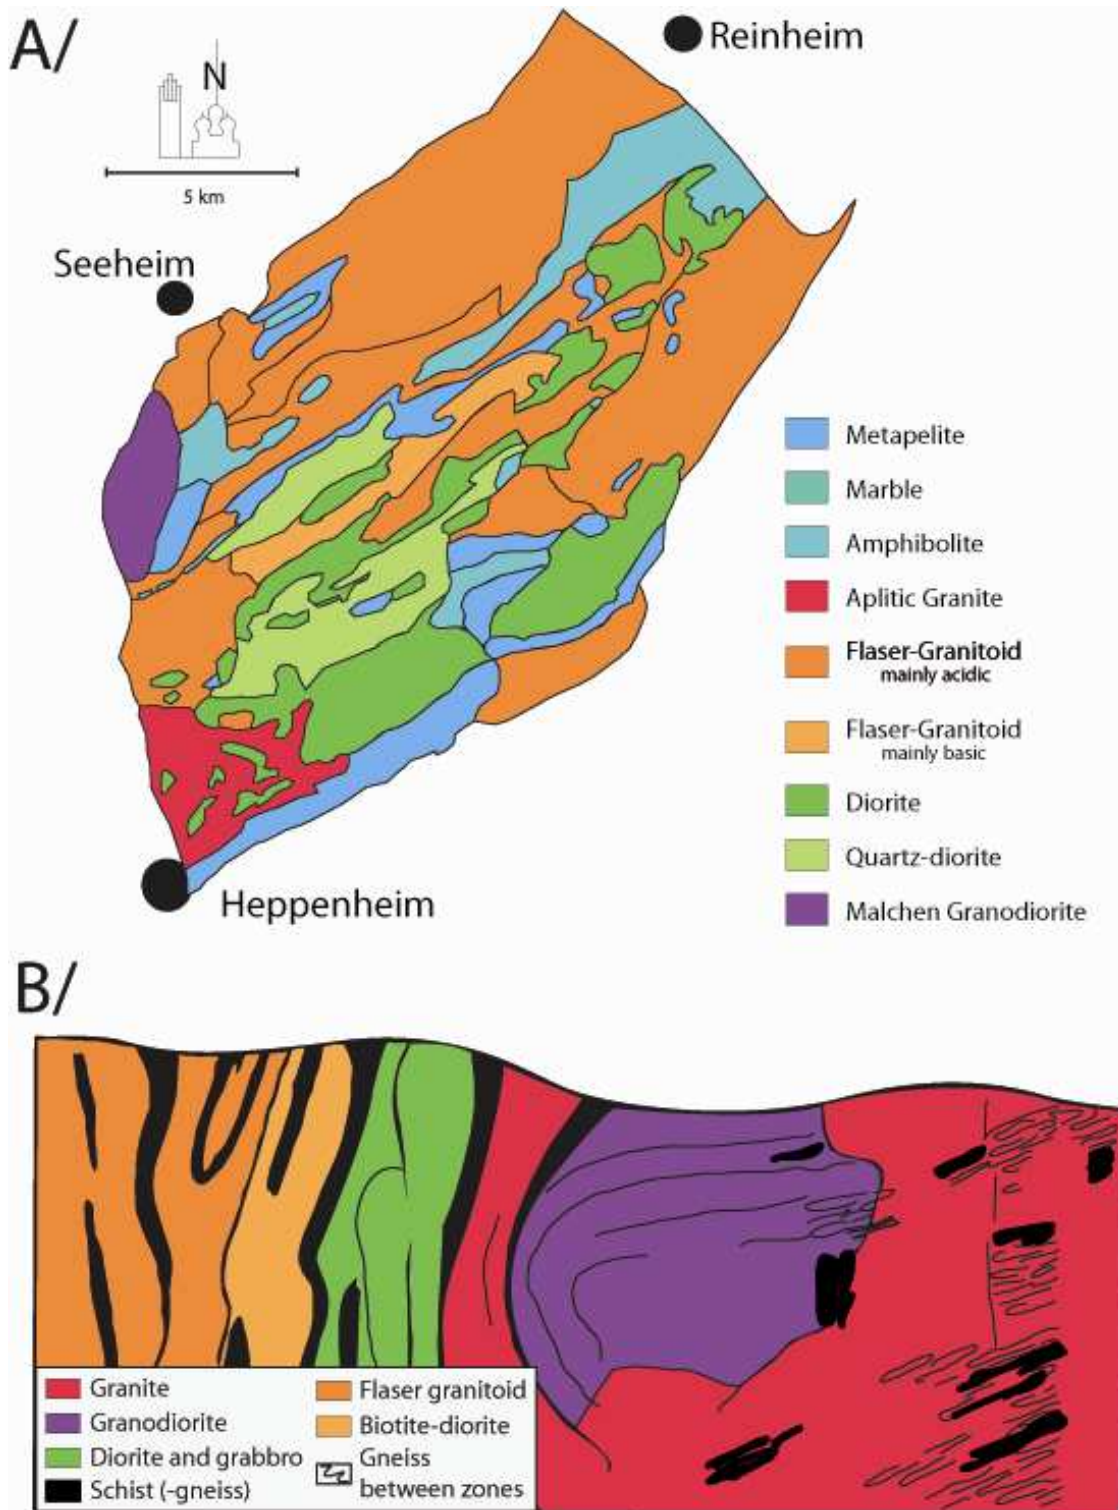 A/
Reinheim
N
5 km
Seeheim
Metapelite
Marble
Amphibolite
Aplitic Granite
Flaser-Granitoid
mainly acidic
Flaser-Granitoid
mainly basic
Diorite
Quartz-diorite
Malchen Granodiorite
Heppenheim
B/
Granite
Granodiorite
Diorite and grabbro
Schist (-gneiss)
Flaser granitoid
Biotite-diorite
Gneiss
between zones